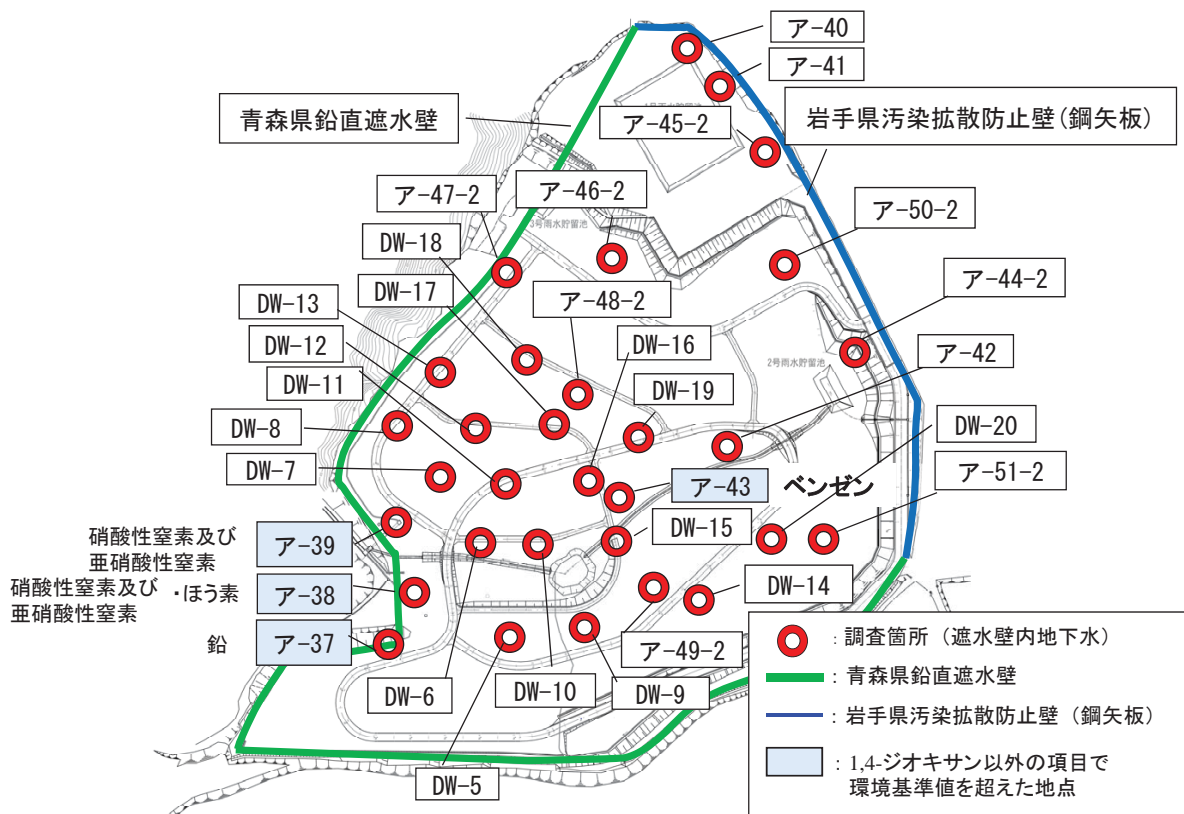 ア-40
ア-41
青森県鉛直遮水壁
ア-45-2
岩手県汚染拡散防止壁(鋼矢板)
ア-47-2
ア-46-2
ア-50-2
3号雨水貯留池
DW-18
ア-44-2
DW-13
DW-17
ア-48-2
DW-12
DW-16
ア-42
2号雨水貯留池
DW-11
DW-19
DW-8
DW-20
DW-7
ア-51-2
ア-43
ベンゼン
硝酸性窒素及び
亜硝酸性窒素
ア-39
DW-15
硝酸性窒素及び
亜硝酸性窒素
・ほう素
ア-38
DW-14
鉛
ア-37
ア-49-2
DW-6
DW-10
DW-9
DW-5
:調査箇所(遮水壁内地下水)
:青森県鉛直遮水壁
:岩手県汚染拡散防止壁(鋼矢板)
:1,4-ジオキサン以外の項目で
環境基準値を超えた地点